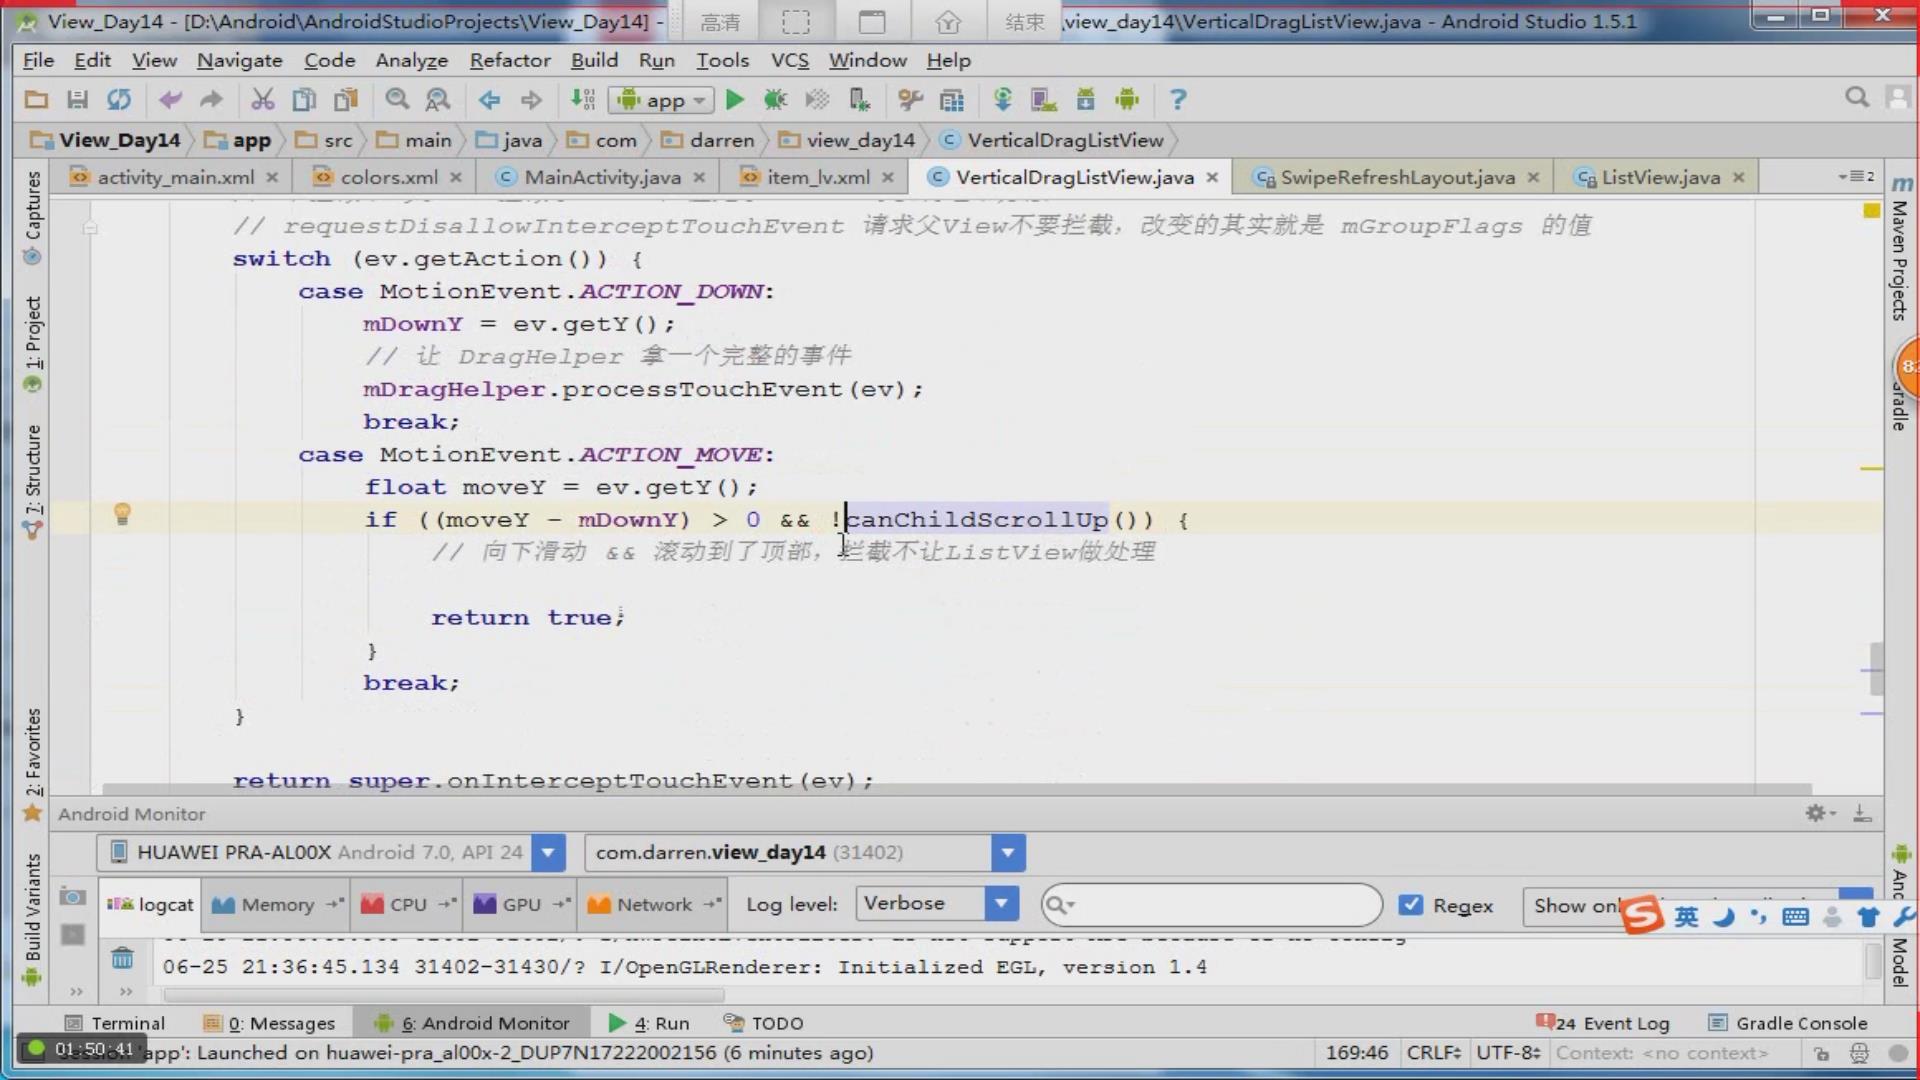 View_Day14 - [D:\Android\AndroidStudioProjects\View_Day14] -
高清
结束
\view_day14\VerticalDragListView.java - Android Studio 1.5.1
File Edit View Navigate Code Analyze Refactor Build Run Tools VCS Window Help
app
View_Day14 app src main java com darren view_day14 VerticalDragListView
activity_main.xml colors.xml MainActivity.java item_lv.xml VerticalDragListView.java SwipeRefreshLayout.java ListView.java
2
// requestDisallowInterceptTouchEvent 请求父View不要拦截，改变的其实就是 mGroupFlags 的值
switch (ev.getAction()) {
case MotionEvent.ACTION_DOWN:
mDownY = ev.getY();
// 让 DragHelper 拿一个完整的事件
mDragHelper.processTouchEvent(ev);
break;
case MotionEvent.ACTION_MOVE:
float moveY = ev.getY();
if ((moveY - mDownY) > 0 && !canChildScrollUp()) {
// 向下滑动 && 滚动到了顶部，拦截不让ListView做处理
return true;
}
break;
}
return super.onInterceptTouchEvent(ev);
Captures
1: Project
7: Structure
2: Favorites
Build Variants
Maven Projects
Model
Android Monitor
HUAWEI PRA-AL00X Android 7.0, API 24
com.darren.view_day14 (31402)
logcat Memory CPU GPU Network Log level: Verbose Regex Show onl
英
06-25 21:36:45.134 31402-31430/? I/OpenGLRenderer: Initialized EGL, version 1.4
Terminal 0: Messages 6: Android Monitor 4: Run TODO 24 Event Log Gradle Console
01:50:41
'app': Launched on huawei-pra_al00x-2_DUP7N17222002156 (6 minutes ago)
169:46 CRLF UTF-8 Context: <no context>